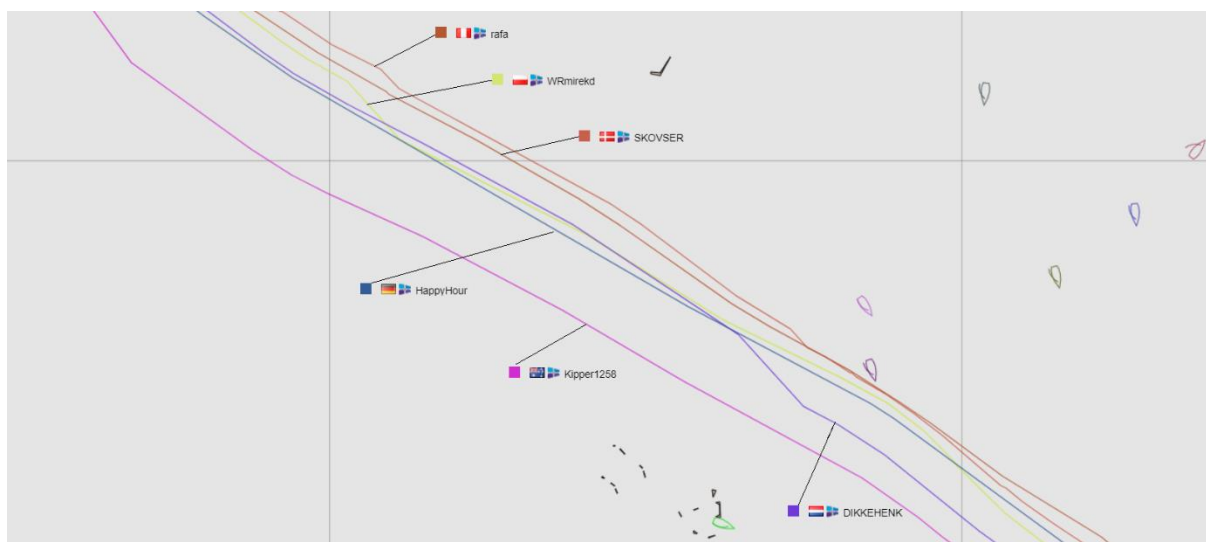 rafa
WRmirekd
SKOVSER
HappyHour
Kipper1258
DIKKEHENK